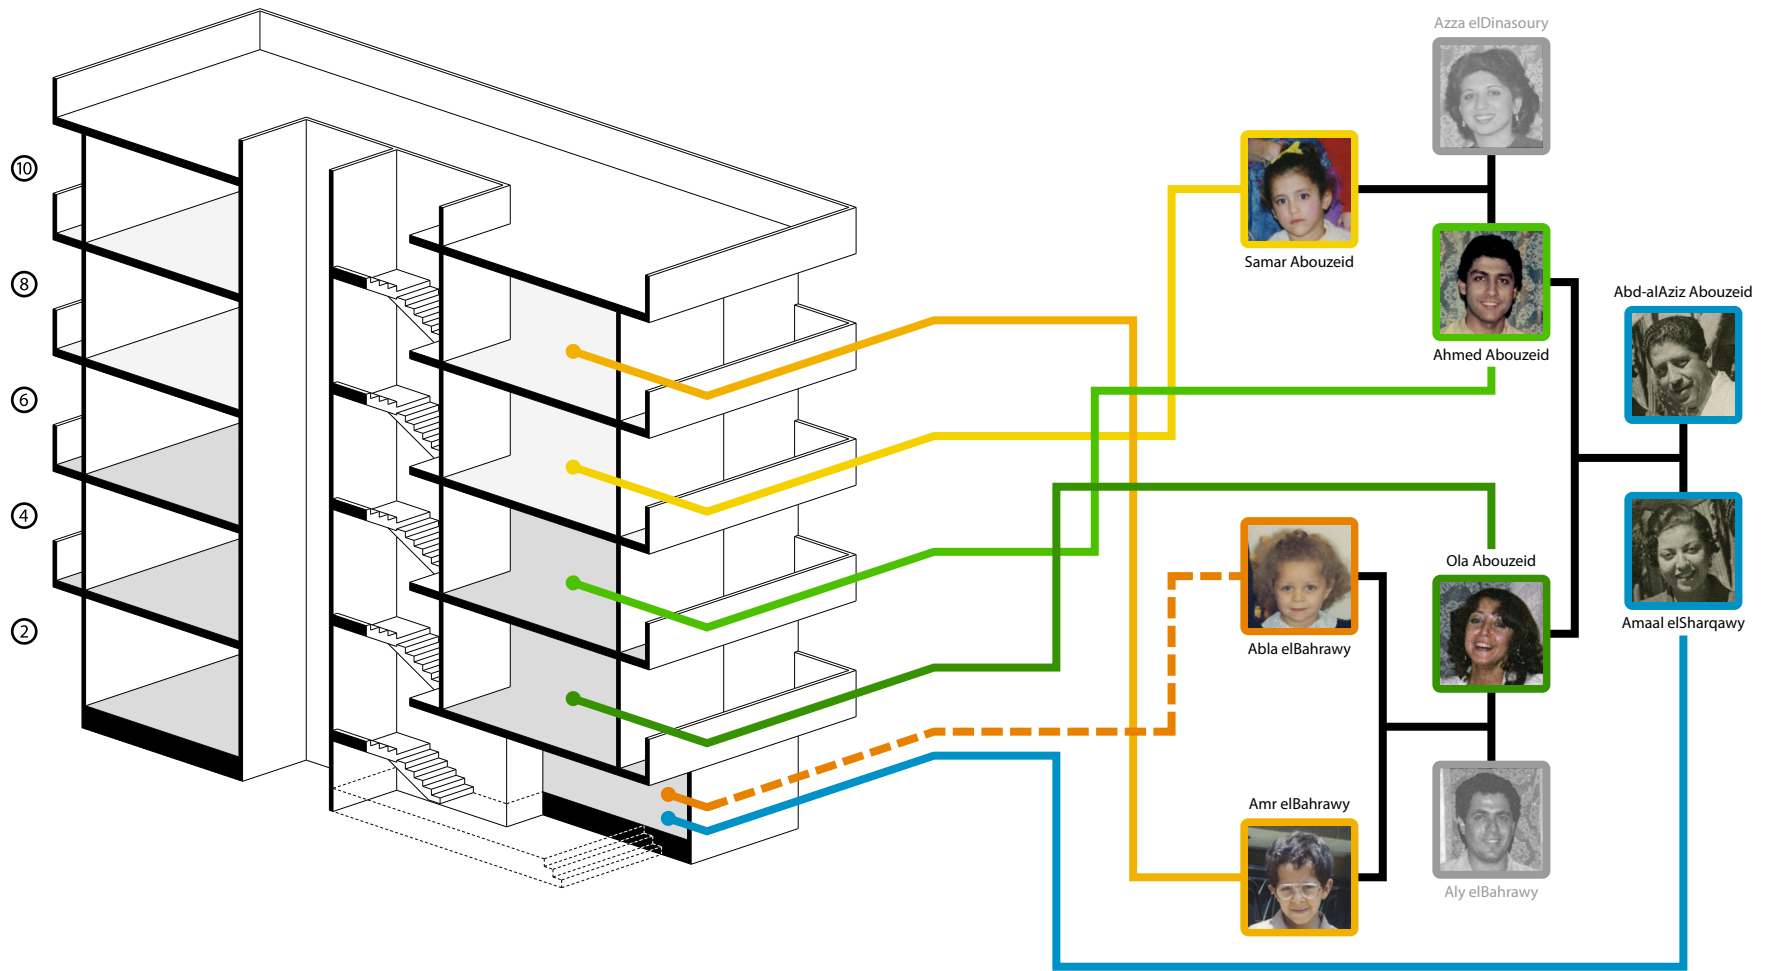 Azza elDinasoury
10
Samar Abouzeid
8
Abd-alAziz Abouzeid
Ahmed Abouzeid
6
4
Ola Abouzeid
2
Amaal elSharqawy
Abla elBahrawy
Amr elBahrawy
Aly elBahrawy